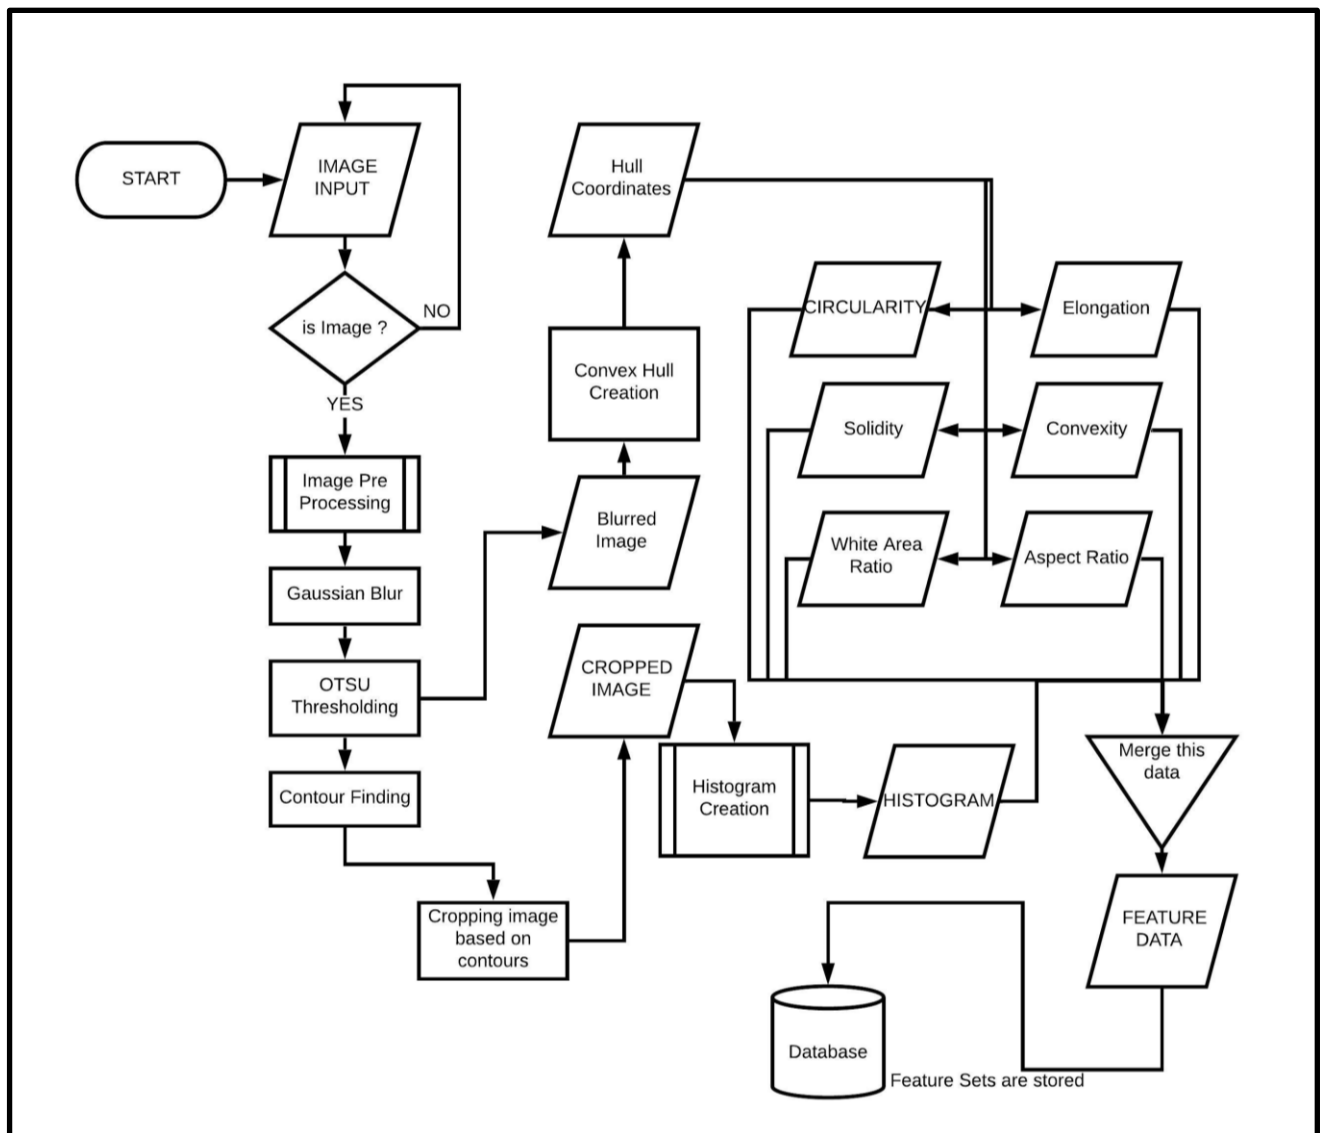 START
IMAGE
INPUT
is Image ?
NO
YES
Image Pre
Processing
Gaussian Blur
OTSU
Thresholding
Contour Finding
Cropping image
based on
contours
Hull
Coordinates
Convex Hull
Creation
Blurred
Image
CROPPED
IMAGE
Histogram
Creation
HISTOGRAM
CIRCULARITY
Elongation
Solidity
Convexity
White Area
Ratio
Aspect Ratio
Merge this
data
FEATURE
DATA
Database
Feature Sets are stored